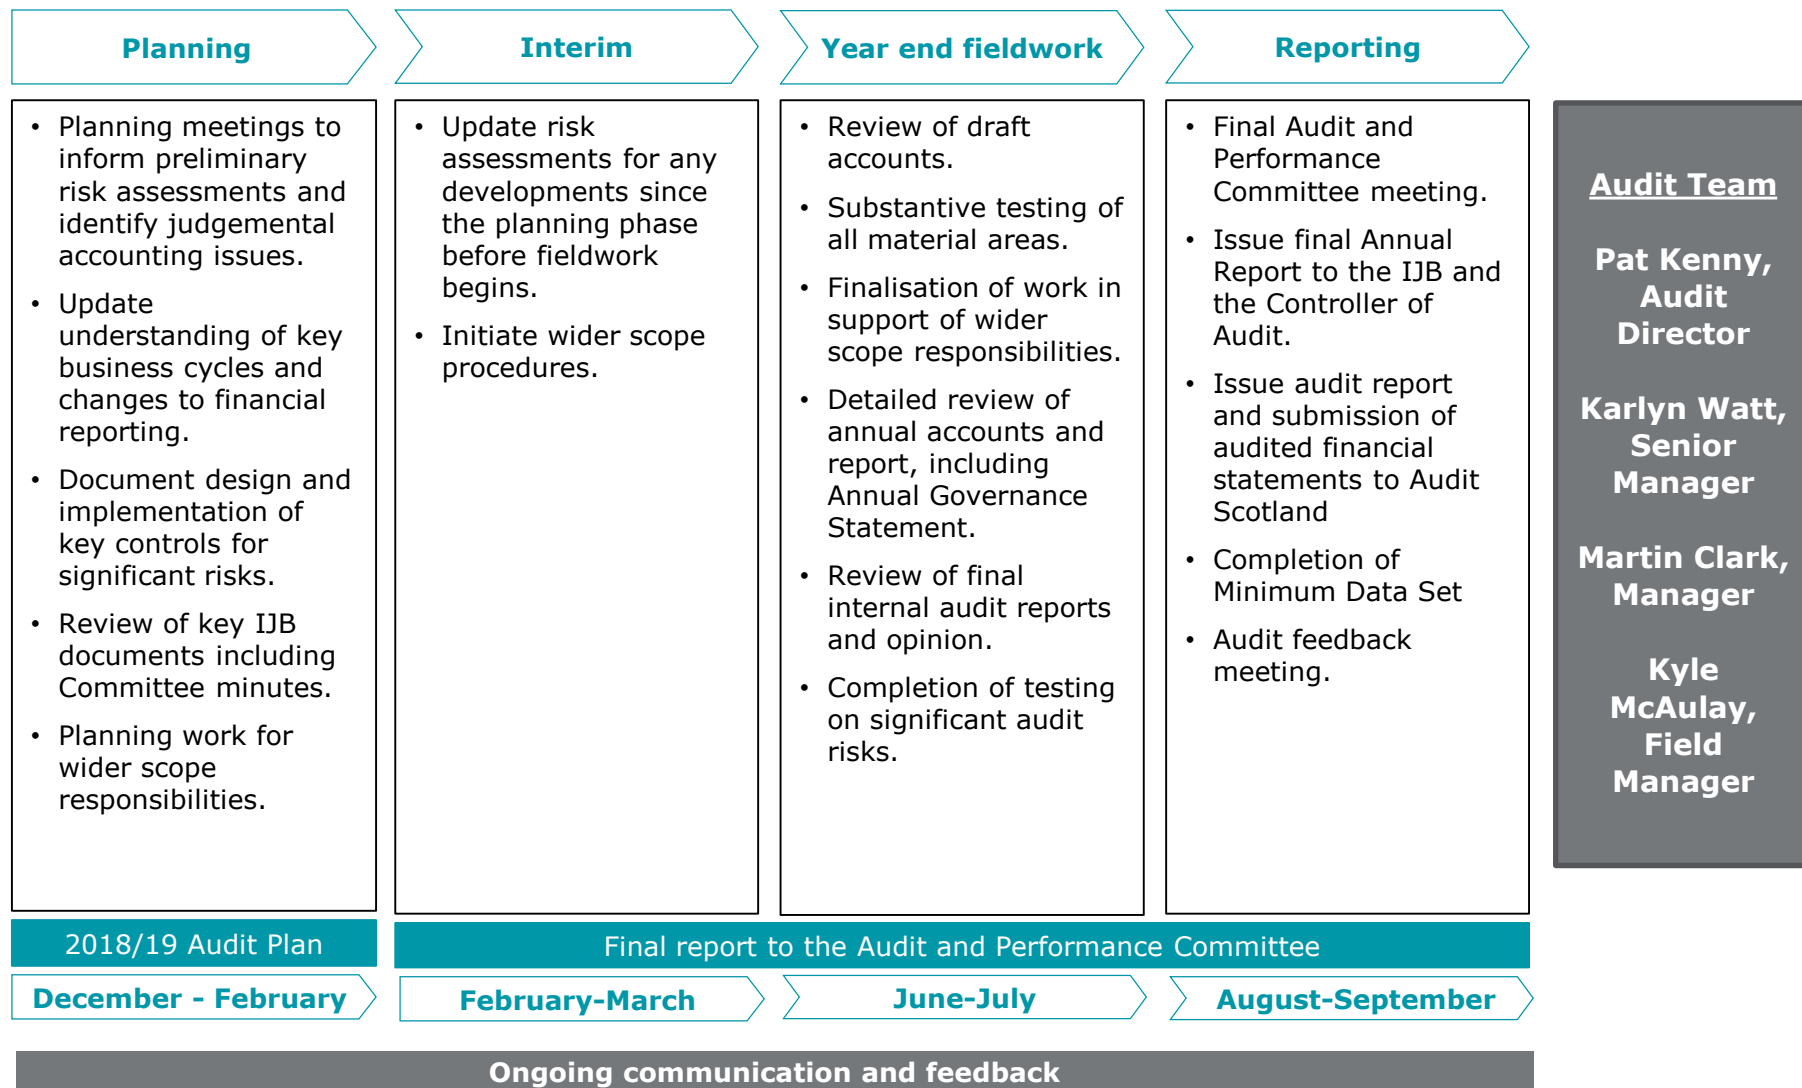 Planning
Interim
Year end fieldwork
Reporting
• Planning meetings to
inform preliminary
risk assessments and
identify judgemental
accounting issues.
• Update
understanding of key
business cycles and
changes to financial
reporting.
• Document design and
implementation of
key controls for
significant risks.
• Review of key IJB
documents including
Committee minutes.
• Planning work for
wider scope
responsibilities.
• Update risk
assessments for any
developments since
the planning phase
before fieldwork
begins.
• Initiate wider scope
procedures.
• Review of draft
accounts.
• Substantive testing of
all material areas.
• Finalisation of work in
support of wider
scope responsibilities.
• Detailed review of
annual accounts and
report, including
Annual Governance
Statement.
• Review of final
internal audit reports
and opinion.
• Completion of testing
on significant audit
risks.
• Final Audit and
Performance
Committee meeting.
• Issue final Annual
Report to the IJB and
the Controller of
Audit.
• Issue audit report
and submission of
audited financial
statements to Audit
Scotland
• Completion of
Minimum Data Set
• Audit feedback
meeting.
Audit Team
Pat Kenny,
Audit
Director
Karlyn Watt,
Senior
Manager
Martin Clark,
Manager
Kyle
McAulay,
Field
Manager
2018/19 Audit Plan
Final report to the Audit and Performance Committee
December - February
February-March
June-July
August-September
Ongoing communication and feedback